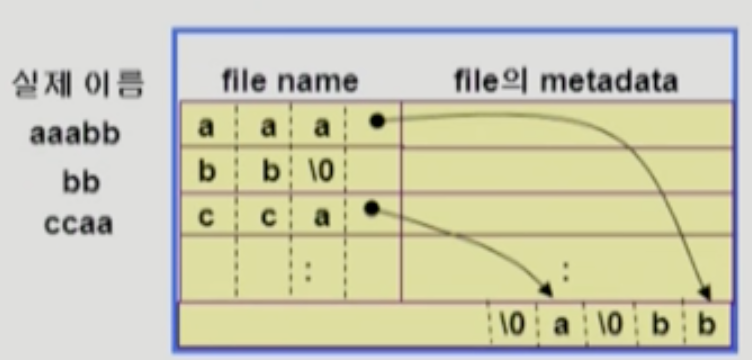 실제 이름 file name file의 metadata
aaabb a a a
bb b b \0
ccaa c c a
: :
\0 a \0 b b